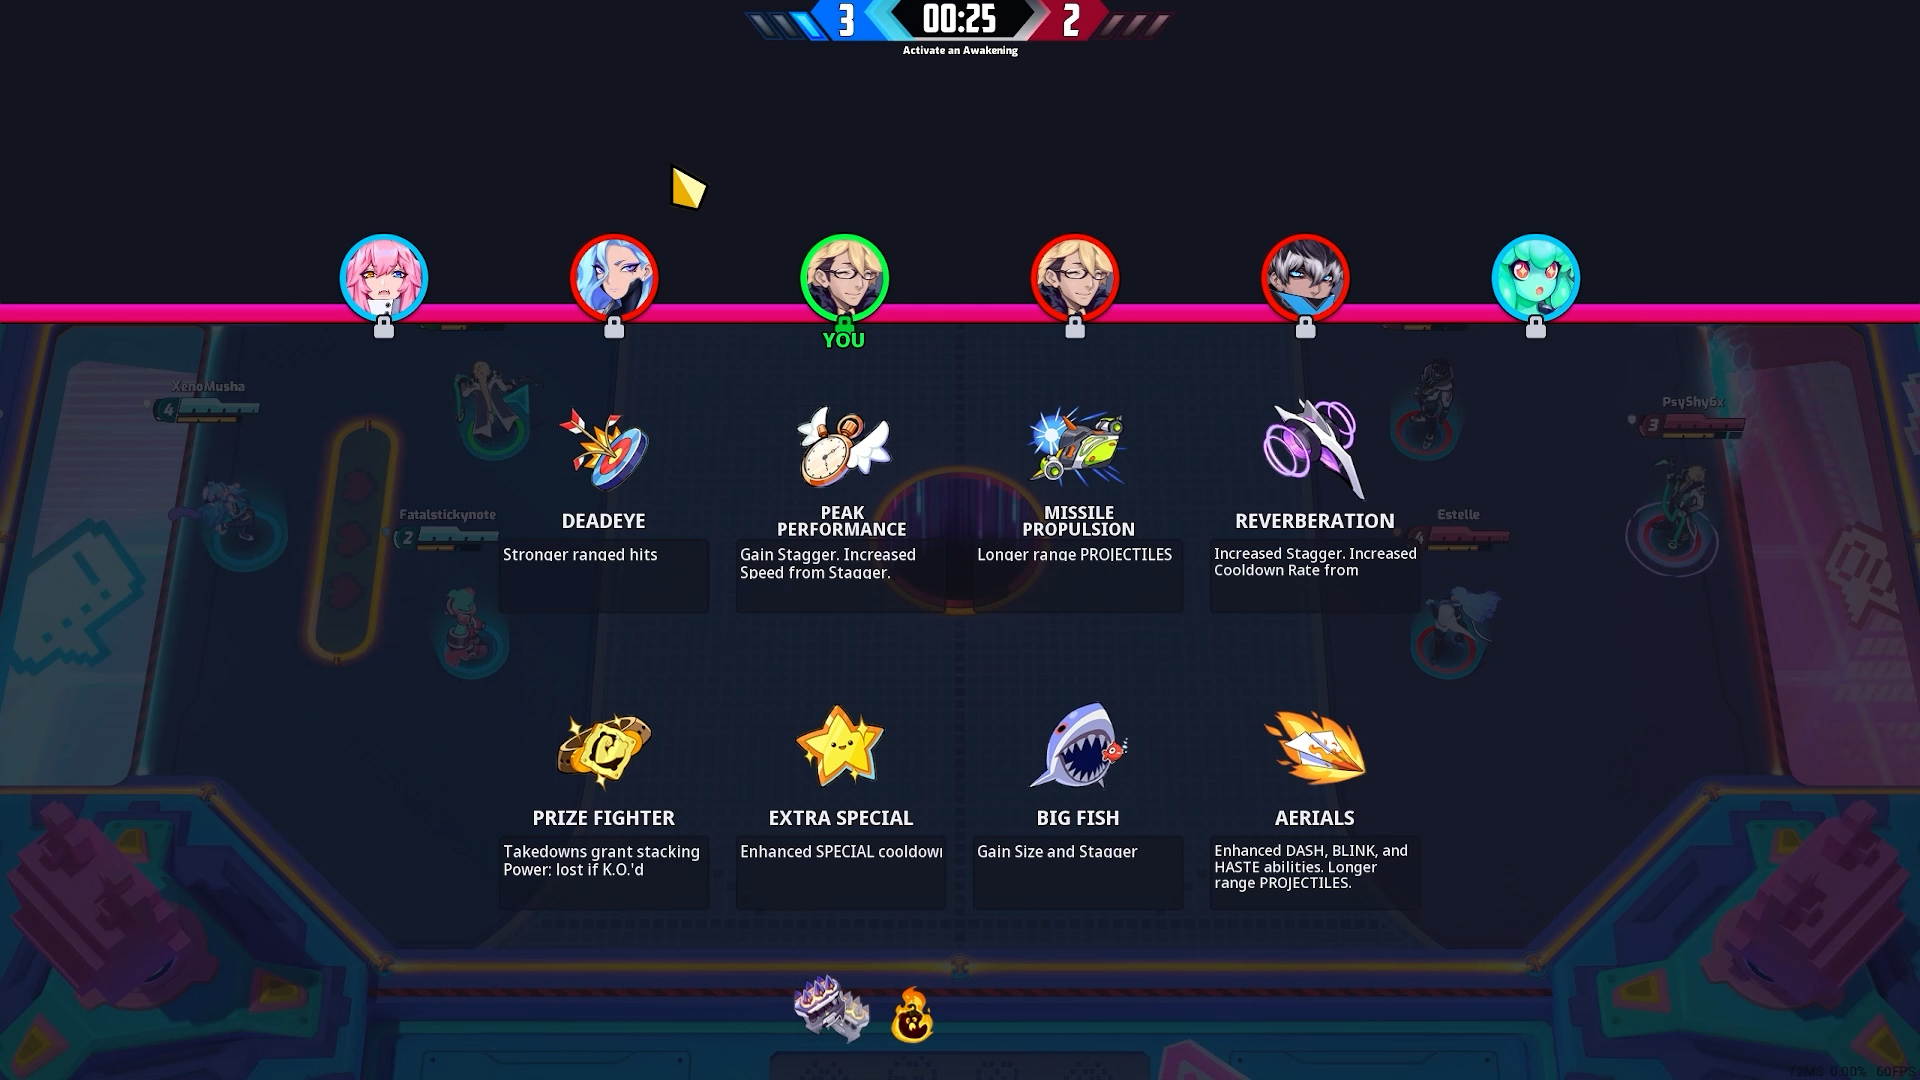 3 00:25 2
Activate an Awakening
YOU
XenoMusha
4
PsyShy6x
3
Fatalstickynote
2
Estelle
4
DEADEYE
Stronger ranged hits
PEAK
PERFORMANCE
Gain Stagger. Increased
Speed from Stagger.
MISSILE
PROPULSION
Longer range PROJECTILES
REVERBERATION
Increased Stagger. Increased
Cooldown Rate from
PRIZE FIGHTER
Takedowns grant stacking
Power; lost if K.O.'d
EXTRA SPECIAL
Enhanced SPECIAL cooldown
BIG FISH
Gain Size and Stagger
AERIALS
Enhanced DASH, BLINK, and
HASTE abilities. Longer
range PROJECTILES.
0.00% 60FPS